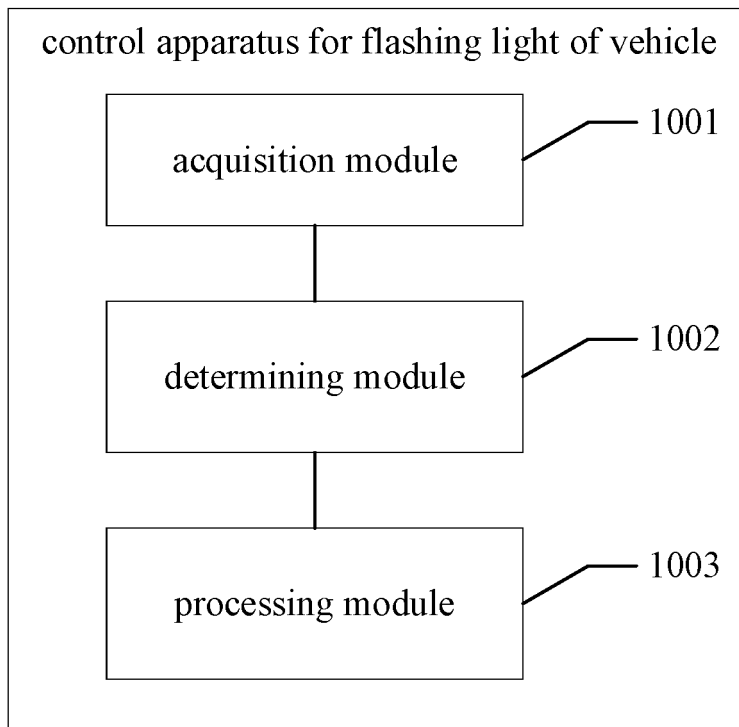 control apparatus for flashing light of vehicle
acquisition module
1001
determining module
1002
processing module
1003